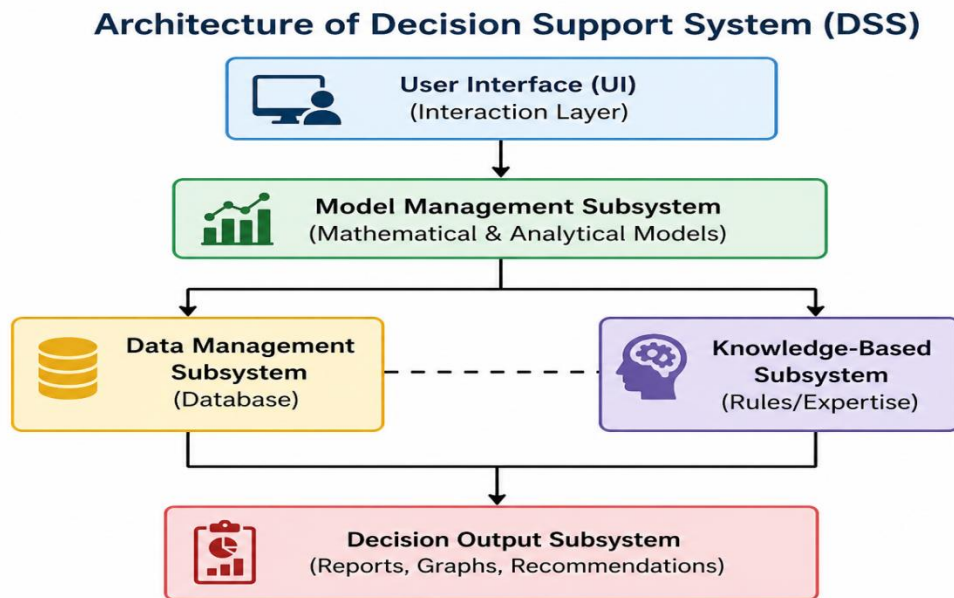 Architecture of Decision Support System (DSS)
User Interface (UI)
(Interaction Layer)
Model Management Subsystem
(Mathematical & Analytical Models)
Data Management
Subsystem
(Database)
Knowledge-Based
Subsystem
(Rules/Expertise)
Decision Output Subsystem
(Reports, Graphs, Recommendations)